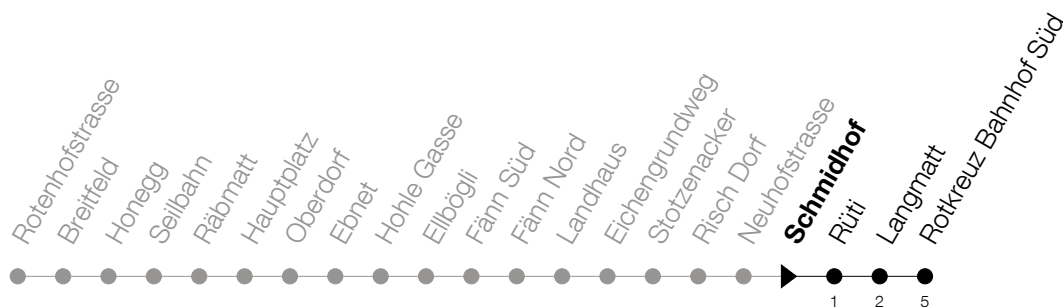 Rotenhofstrasse
Breitfeld
Honegg
Seilbahn
Räbmatt
Hauptplatz
Oberdorf
Ebnet
Hohle Gasse
Ellbögli
Fänn Süd
Fänn Nord
Landhaus
Eichengrundweg
Stotzenacker
Risch Dorf
Neuhofstrasse
Schmidhof
Rüti
Langmatt
Rotkreuz Bahnhof Süd
1
2
5